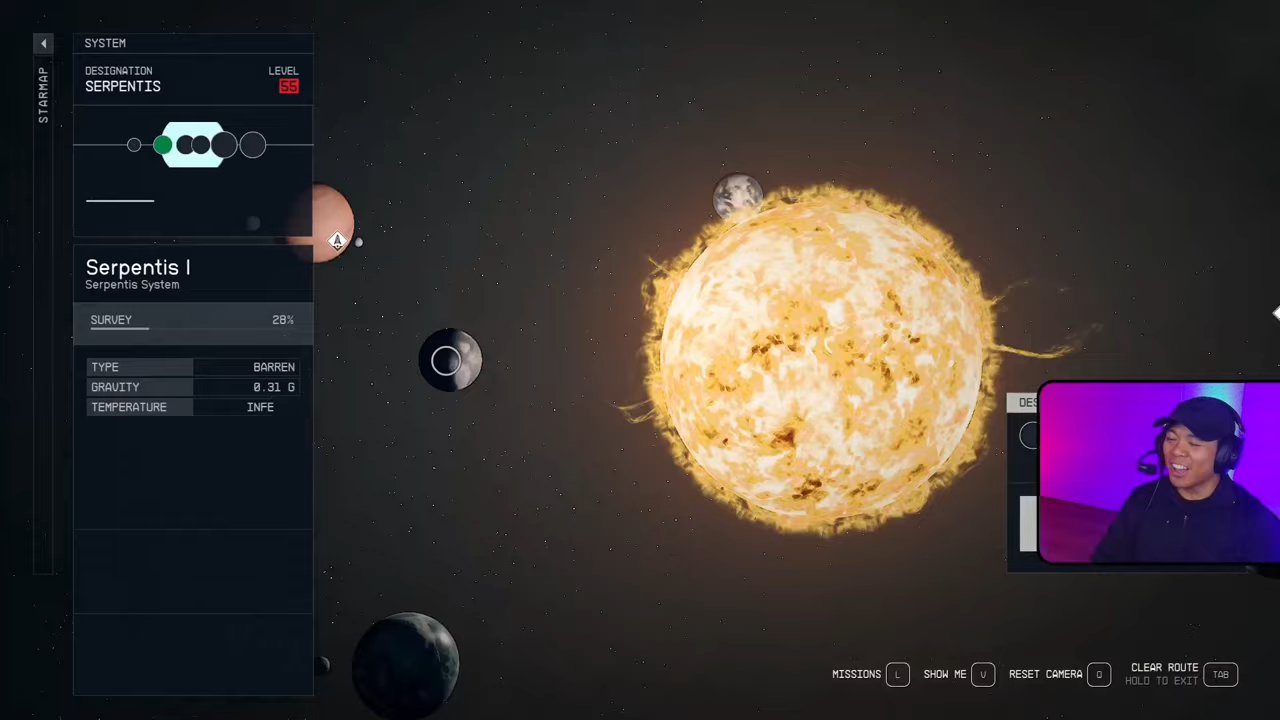 STARMAP
SYSTEM
DESIGNATION LEVEL
SERPENTIS 55
Serpentis I
Serpentis System
SURVEY 28%
TYPE BARREN
GRAVITY 0.31 G
TEMPERATURE INFE
DES
MISSIONS L SHOW ME V RESET CAMERA Q CLEAR ROUTE HOLD TO EXIT TAB